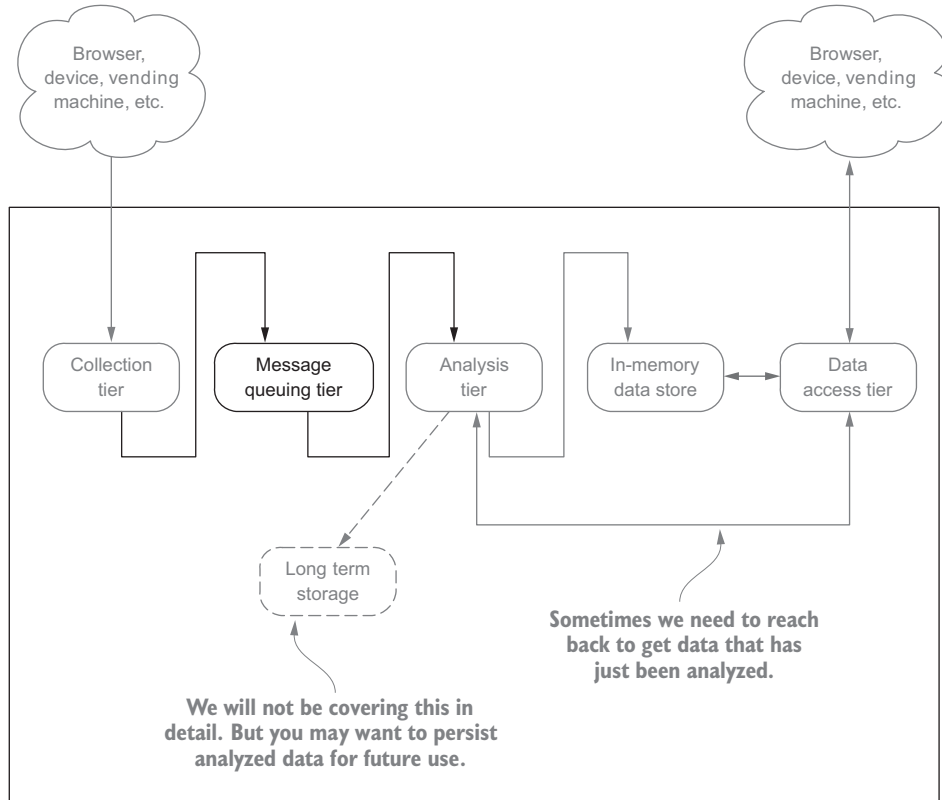 Browser,
device, vending
machine, etc.
Browser,
device, vending
machine, etc.
Collection
tier
Message
queuing tier
Analysis
tier
In-memory
data store
Data
access tier
Long term
storage
Sometimes we need to reach
back to get data that has
just been analyzed.
We will not be covering this in
detail. But you may want to persist
analyzed data for future use.